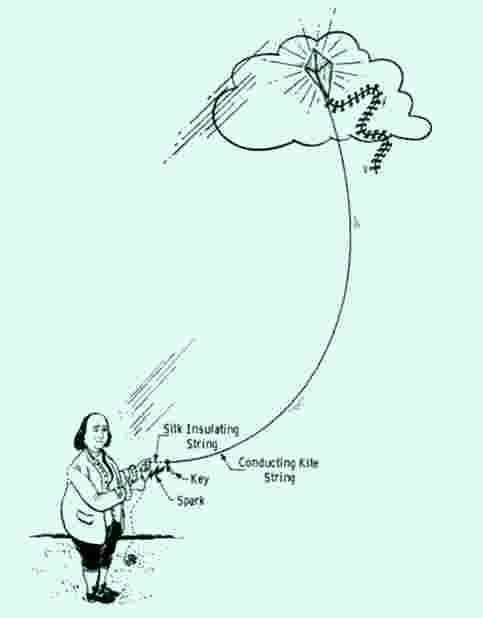 Silk Insulating
String
Conducting Kite
String
Key
Spark